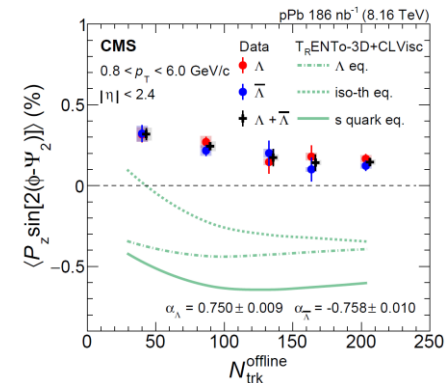 pPb 186 nb⁻¹ (8.16 TeV)
CMS
Data
TRENTo-3D+CLVisc
0.8 < pT < 6.0 GeV/c
Λ
Λ eq.
|η| < 2.4
Λ̅
iso-th eq.
Λ + Λ̅
s quark eq.
⟨Pz sin[2(ϕ-Ψ2)]⟩ (%)
1
0.5
0
−0.5
αΛ = 0.750 ± 0.009 αΛ̅ = -0.758 ± 0.010
0 50 100 150 200 250
Ntrk offline